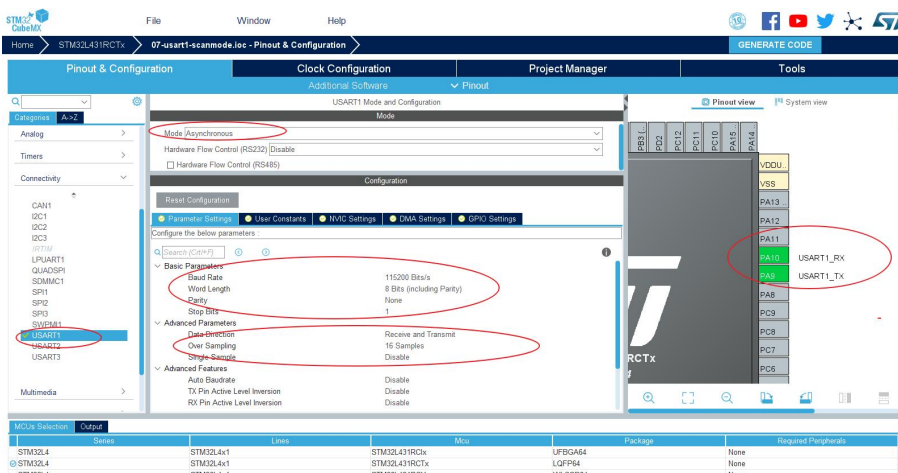 STM32
CubeMX
File
Window
Help
Home
STM32L431RCTx
07-usart1-scanmode.ioc - Pinout & Configuration
GENERATE CODE
Pinout & Configuration
Clock Configuration
Project Manager
Tools
Additional Software
Pinout
USART1 Mode and Configuration
Mode
Mode Asynchronous
Hardware Flow Control (RS232) Disable
Hardware Flow Control (RS485)
Configuration
Reset Configuration
Parameter Settings
User Constants
NVIC Settings
DMA Settings
GPIO Settings
Configure the below parameters :
Search (Ctrl+F)
Basic Parameters
Baud Rate 115200 Bits/s
Word Length 8 Bits (including Parity)
Parity None
Stop Bits 1
Advanced Parameters
Data Direction Receive and Transmit
Over Sampling 16 Samples
Single Sample Disable
Advanced Features
Auto Baudrate Disable
TX Pin Active Level Inversion Disable
RX Pin Active Level Inversion Disable
Categories
A->Z
Analog
Timers
Connectivity
CAN1
I2C1
I2C2
I2C3
IRTIM
LPUART1
QUADSPI
SDMMC1
SPI1
SPI2
SPI3
SWPMI1
USART1
USART2
USART3
Multimedia
Pinout view
System view
PB3 (..
PD2
PC12
PC11
PC10
PA15 ..
PA14..
VDDU..
VSS
PA13 ..
PA12
PA11
PA10 USART1_RX
PA9 USART1_TX
PA8
PC9
PC8
PC7
PC6
RCTx
MCUs Selection
Output
Series Lines Mcu Package Required Peripherals
STM32L4 STM32L4x1 STM32L431RCIx UFBGA64 None
STM32L4 STM32L4x1 STM32L431RCTx LQFP64 None